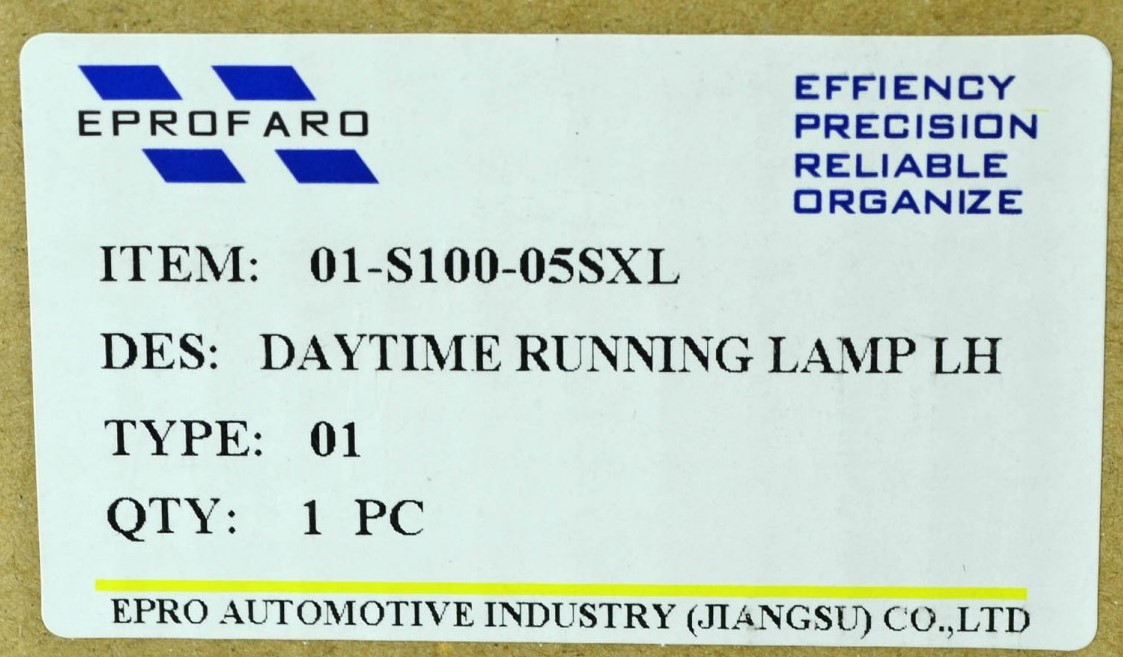 EPROFARO
EFFIENCY
PRECISION
RELIABLE
ORGANIZE
ITEM: 01-S100-05SXL
DES: DAYTIME RUNNING LAMP LH
TYPE: 01
QTY: 1 PC
EPRO AUTOMOTIVE INDUSTRY (JIANGSU) CO.,LTD